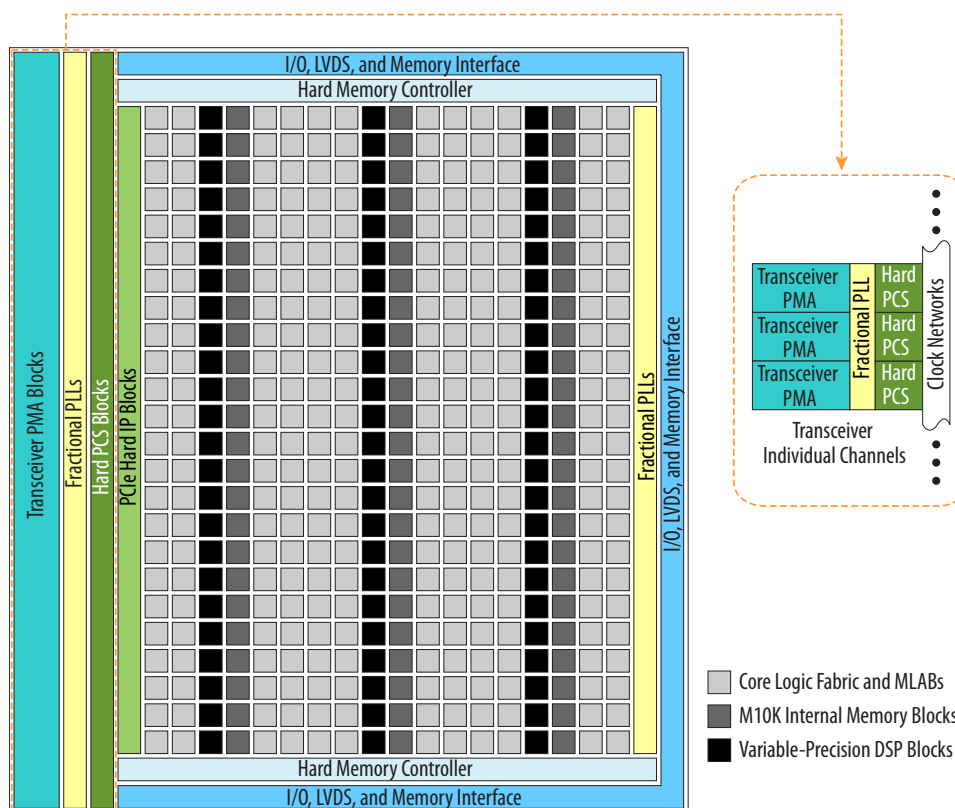 I/O, LVDS, and Memory Interface
Hard Memory Controller
Transceiver PMA Blocks
Fractional PLLs
Hard PCS Blocks
PCIe Hard IP Blocks
Fractional PLLs
I/O, LVDS, and Memory Interface
Hard Memory Controller
I/O, LVDS, and Memory Interface
Transceiver
PMA
Transceiver
PMA
Transceiver
PMA
Fractional PLL
Hard
PCS
Hard
PCS
Hard
PCS
Clock Networks
Transceiver
Individual Channels
Core Logic Fabric and MLABs
M10K Internal Memory Blocks
Variable-Precision DSP Blocks